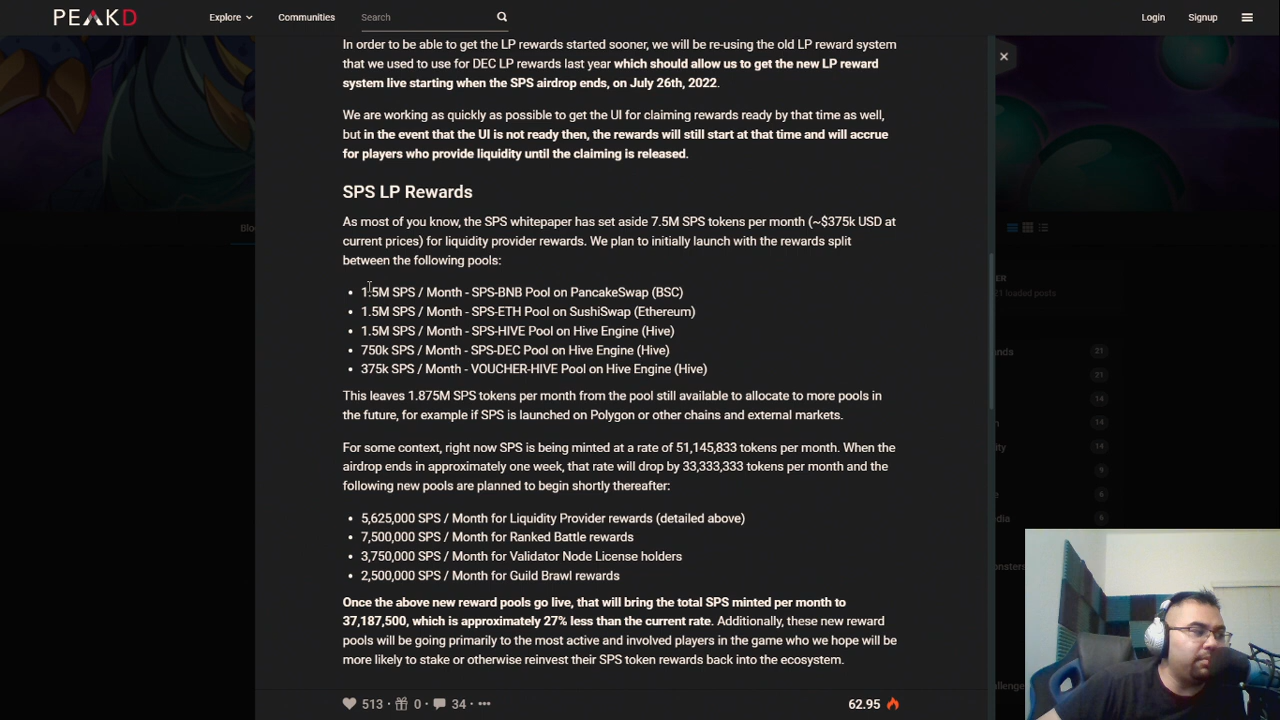 PEAKD
Explore
Communities
Search
Login
Signup
In order to be able to get the LP rewards started sooner, we will be re-using the old LP reward system
that we used to use for DEC LP rewards last year which should allow us to get the new LP reward
system live starting when the SPS airdrop ends, on July 26th, 2022.
We are working as quickly as possible to get the UI for claiming rewards ready by that time as well,
but in the event that the UI is not ready then, the rewards will still start at that time and will accrue
for players who provide liquidity until the claiming is released.
SPS LP Rewards
As most of you know, the SPS whitepaper has set aside 7.5M SPS tokens per month (~$375k USD at
current prices) for liquidity provider rewards. We plan to initially launch with the rewards split
between the following pools:
• 1.5M SPS / Month - SPS-BNB Pool on PancakeSwap (BSC)
• 1.5M SPS / Month - SPS-ETH Pool on SushiSwap (Ethereum)
• 1.5M SPS / Month - SPS-HIVE Pool on Hive Engine (Hive)
• 750k SPS / Month - SPS-DEC Pool on Hive Engine (Hive)
• 375k SPS / Month - VOUCHER-HIVE Pool on Hive Engine (Hive)
This leaves 1.875M SPS tokens per month from the pool still available to allocate to more pools in
the future, for example if SPS is launched on Polygon or other chains and external markets.
For some context, right now SPS is being minted at a rate of 51,145,833 tokens per month. When the
airdrop ends in approximately one week, that rate will drop by 33,333,333 tokens per month and the
following new pools are planned to begin shortly thereafter:
• 5,625,000 SPS / Month for Liquidity Provider rewards (detailed above)
• 7,500,000 SPS / Month for Ranked Battle rewards
• 3,750,000 SPS / Month for Validator Node License holders
• 2,500,000 SPS / Month for Guild Brawl rewards
Once the above new reward pools go live, that will bring the total SPS minted per month to
37,187,500, which is approximately 27% less than the current rate. Additionally, these new reward
pools will be going primarily to the most active and involved players in the game who we hope will be
more likely to stake or otherwise reinvest their SPS token rewards back into the ecosystem.
513 · 0 · 34 ·
62.95
Blo
21 loaded posts
21
21
14
14
14
9
6
6